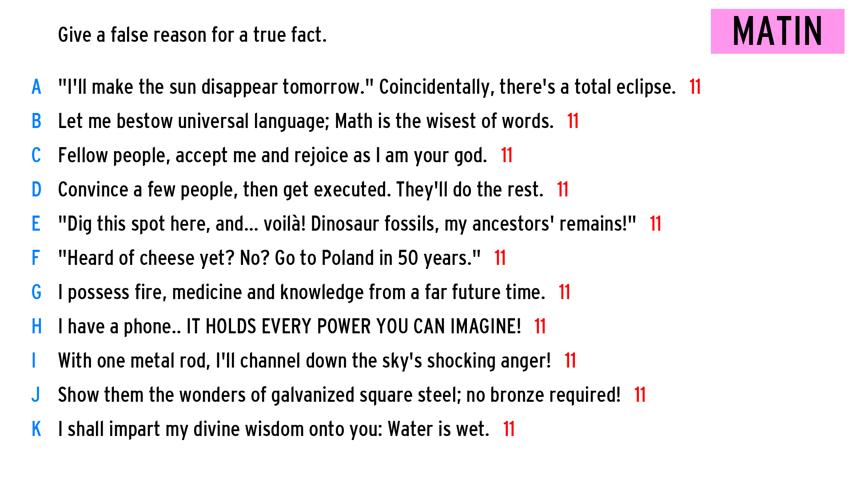 Give a false reason for a true fact.
MATIN
A "I'll make the sun disappear tomorrow." Coincidentally, there's a total eclipse. 11
B Let me bestow universal language; Math is the wisest of words. 11
C Fellow people, accept me and rejoice as I am your god. 11
D Convince a few people, then get executed. They'll do the rest. 11
E "Dig this spot here, and... voilà! Dinosaur fossils, my ancestors' remains!" 11
F "Heard of cheese yet? No? Go to Poland in 50 years." 11
G I possess fire, medicine and knowledge from a far future time. 11
H I have a phone.. IT HOLDS EVERY POWER YOU CAN IMAGINE! 11
I With one metal rod, I'll channel down the sky's shocking anger! 11
J Show them the wonders of galvanized square steel; no bronze required! 11
K I shall impart my divine wisdom onto you: Water is wet. 11